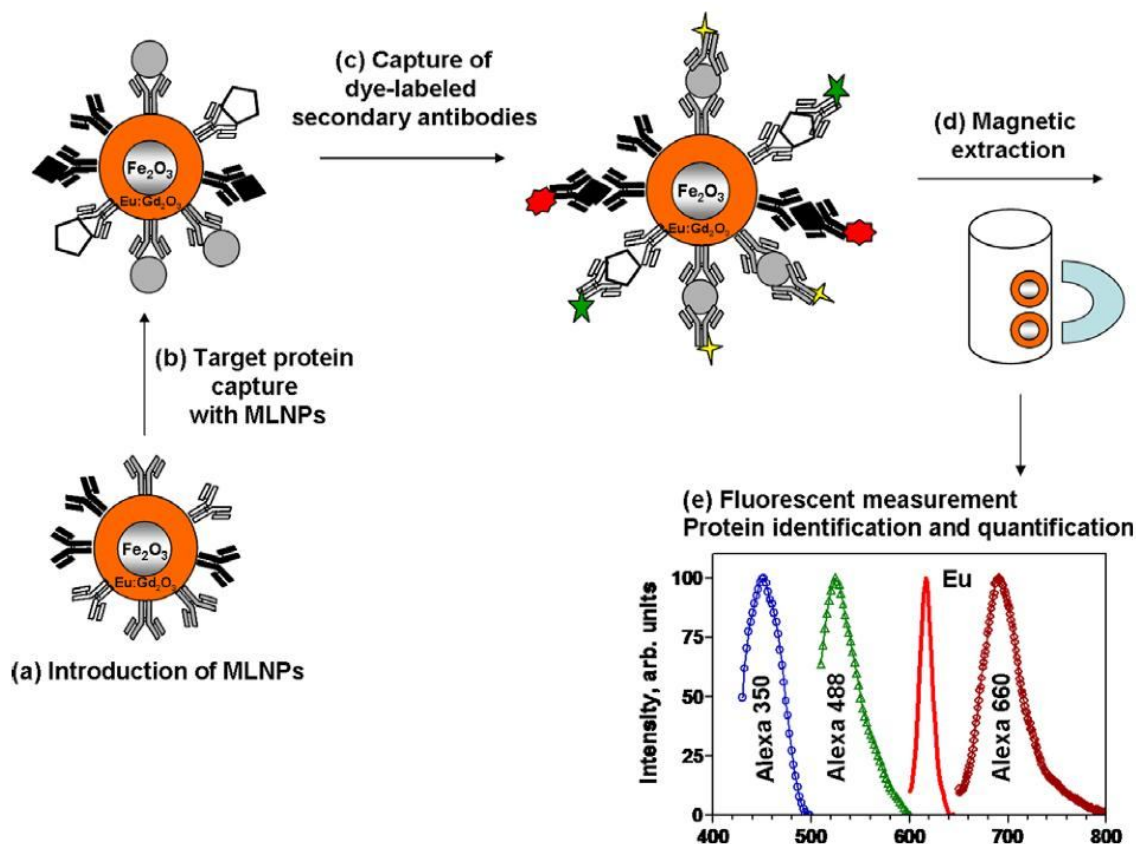 (c) Capture of
dye-labeled
secondary antibodies
(d) Magnetic
extraction
Fe₂O₃
Eu:Gd₂O₃
Fe₂O₃
Eu:Gd₂O₃
(b) Target protein
capture
with MLNPs
Fe₂O₃
Eu:Gd₂O₃
(a) Introduction of MLNPs
(e) Fluorescent measurement
Protein identification and quantification
Intensity, arb. units
100
75
50
25
0
Alexa 350
Alexa 488
Eu
Alexa 660
400 500 600 700 800